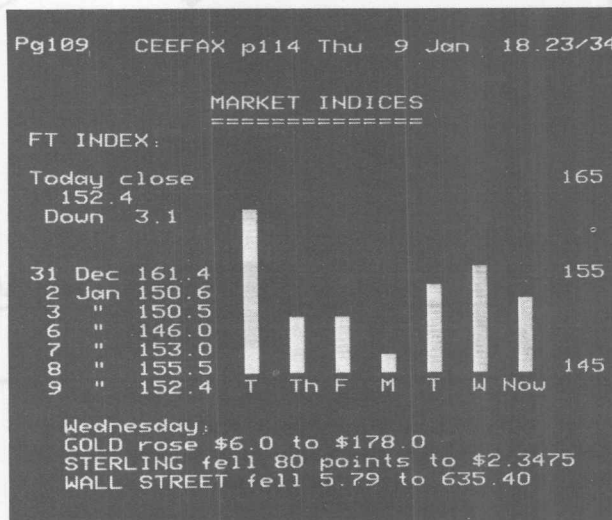 Pg109 CEEFAX p114 Thu 9 Jan 18.23/34
MARKET INDICES
==============
FT INDEX:
Today close
152.4
Down 3.1
165
155
145
31 Dec 161.4
2 Jan 150.6
3 " 150.5
6 " 146.0
7 " 153.0
8 " 155.5
9 " 152.4
T Th F M T W Now
Wednesday:
GOLD rose $6.0 to $178.0
STERLING fell 80 points to $2.3475
WALL STREET fell 5.79 to 635.40